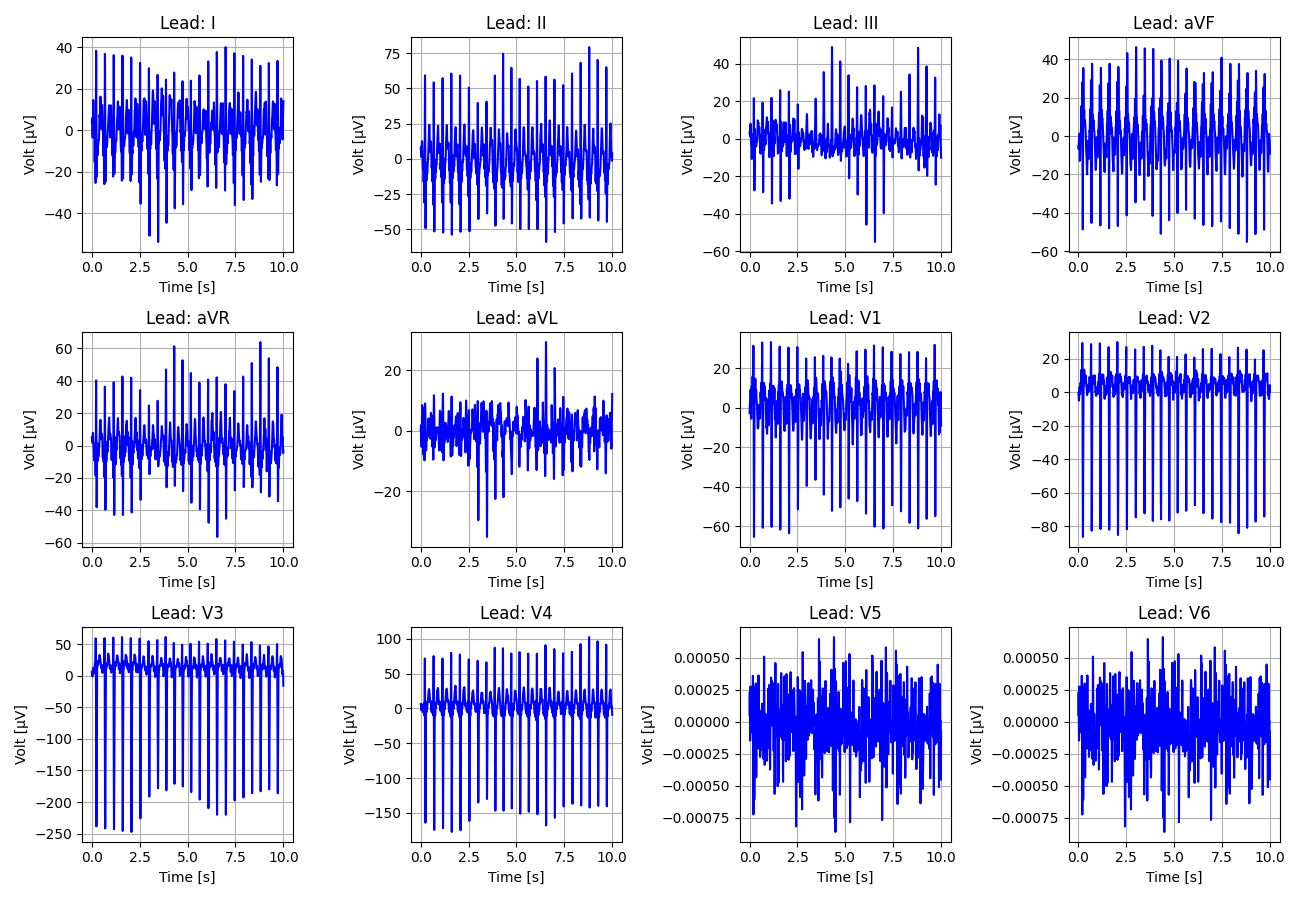 Lead: I
Volt [µV]
40
20
0
−20
−40
0.0 2.5 5.0 7.5 10.0
Time [s]
Lead: II
Volt [µV]
75
50
25
0
−25
−50
0.0 2.5 5.0 7.5 10.0
Time [s]
Lead: III
Volt [µV]
40
20
0
−20
−40
−60
0.0 2.5 5.0 7.5 10.0
Time [s]
Lead: aVF
Volt [µV]
40
20
0
−20
−40
−60
0.0 2.5 5.0 7.5 10.0
Time [s]
Lead: aVR
Volt [µV]
60
40
20
0
−20
−40
−60
0.0 2.5 5.0 7.5 10.0
Time [s]
Lead: aVL
Volt [µV]
20
0
−20
0.0 2.5 5.0 7.5 10.0
Time [s]
Lead: V1
Volt [µV]
20
0
−20
−40
−60
0.0 2.5 5.0 7.5 10.0
Time [s]
Lead: V2
Volt [µV]
20
0
−20
−40
−60
−80
0.0 2.5 5.0 7.5 10.0
Time [s]
Lead: V3
Volt [µV]
50
0
−50
−100
−150
−200
−250
0.0 2.5 5.0 7.5 10.0
Time [s]
Lead: V4
Volt [µV]
100
50
0
−50
−100
−150
0.0 2.5 5.0 7.5 10.0
Time [s]
Lead: V5
Volt [µV]
0.00050
0.00025
0.00000
−0.00025
−0.00050
−0.00075
0.0 2.5 5.0 7.5 10.0
Time [s]
Lead: V6
Volt [µV]
0.00050
0.00025
0.00000
−0.00025
−0.00050
−0.00075
0.0 2.5 5.0 7.5 10.0
Time [s]